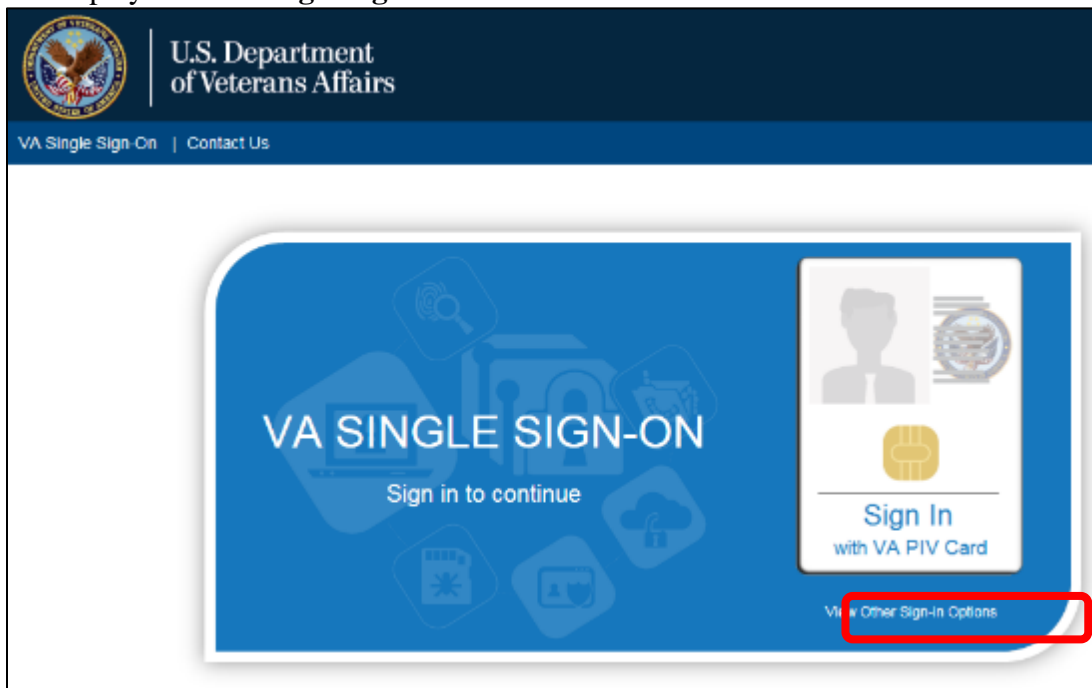 U.S. Department
of Veterans Affairs
VA Single Sign-On | Contact Us
VA SINGLE SIGN-ON
Sign in to continue
Sign In
with VA PIV Card
View Other Sign-in Options